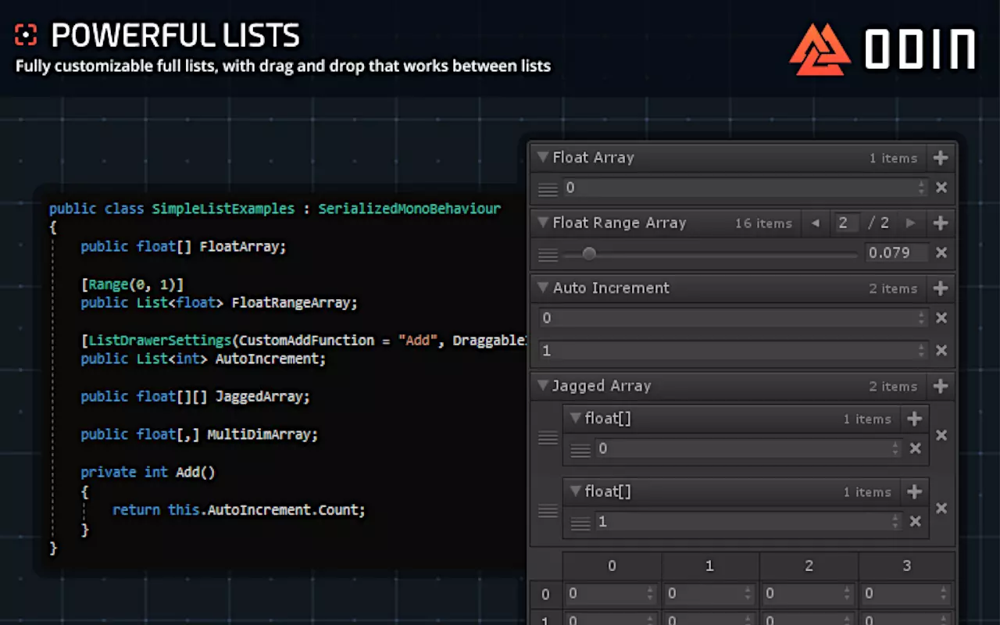 POWERFUL LISTS
Fully customizable full lists, with drag and drop that works between lists
ODIN
public class SimpleListExamples : SerializedMonoBehaviour
{
public float[] FloatArray;
[Range(0, 1)]
public List<float> FloatRangeArray;
[ListDrawerSettings(CustomAddFunction = "Add", Draggable
public List<int> AutoIncrement;
public float[][] JaggedArray;
public float[,] MultiDimArray;
private int Add()
{
return this.AutoIncrement.Count;
}
}
Float Array 1 items
0
Float Range Array 16 items 2 / 2
0.079
Auto Increment 2 items
0
1
Jagged Array 2 items
float[] 1 items
0
float[] 1 items
1
0 1 2 3
0 0 0 0 0
1 0 0 0 0